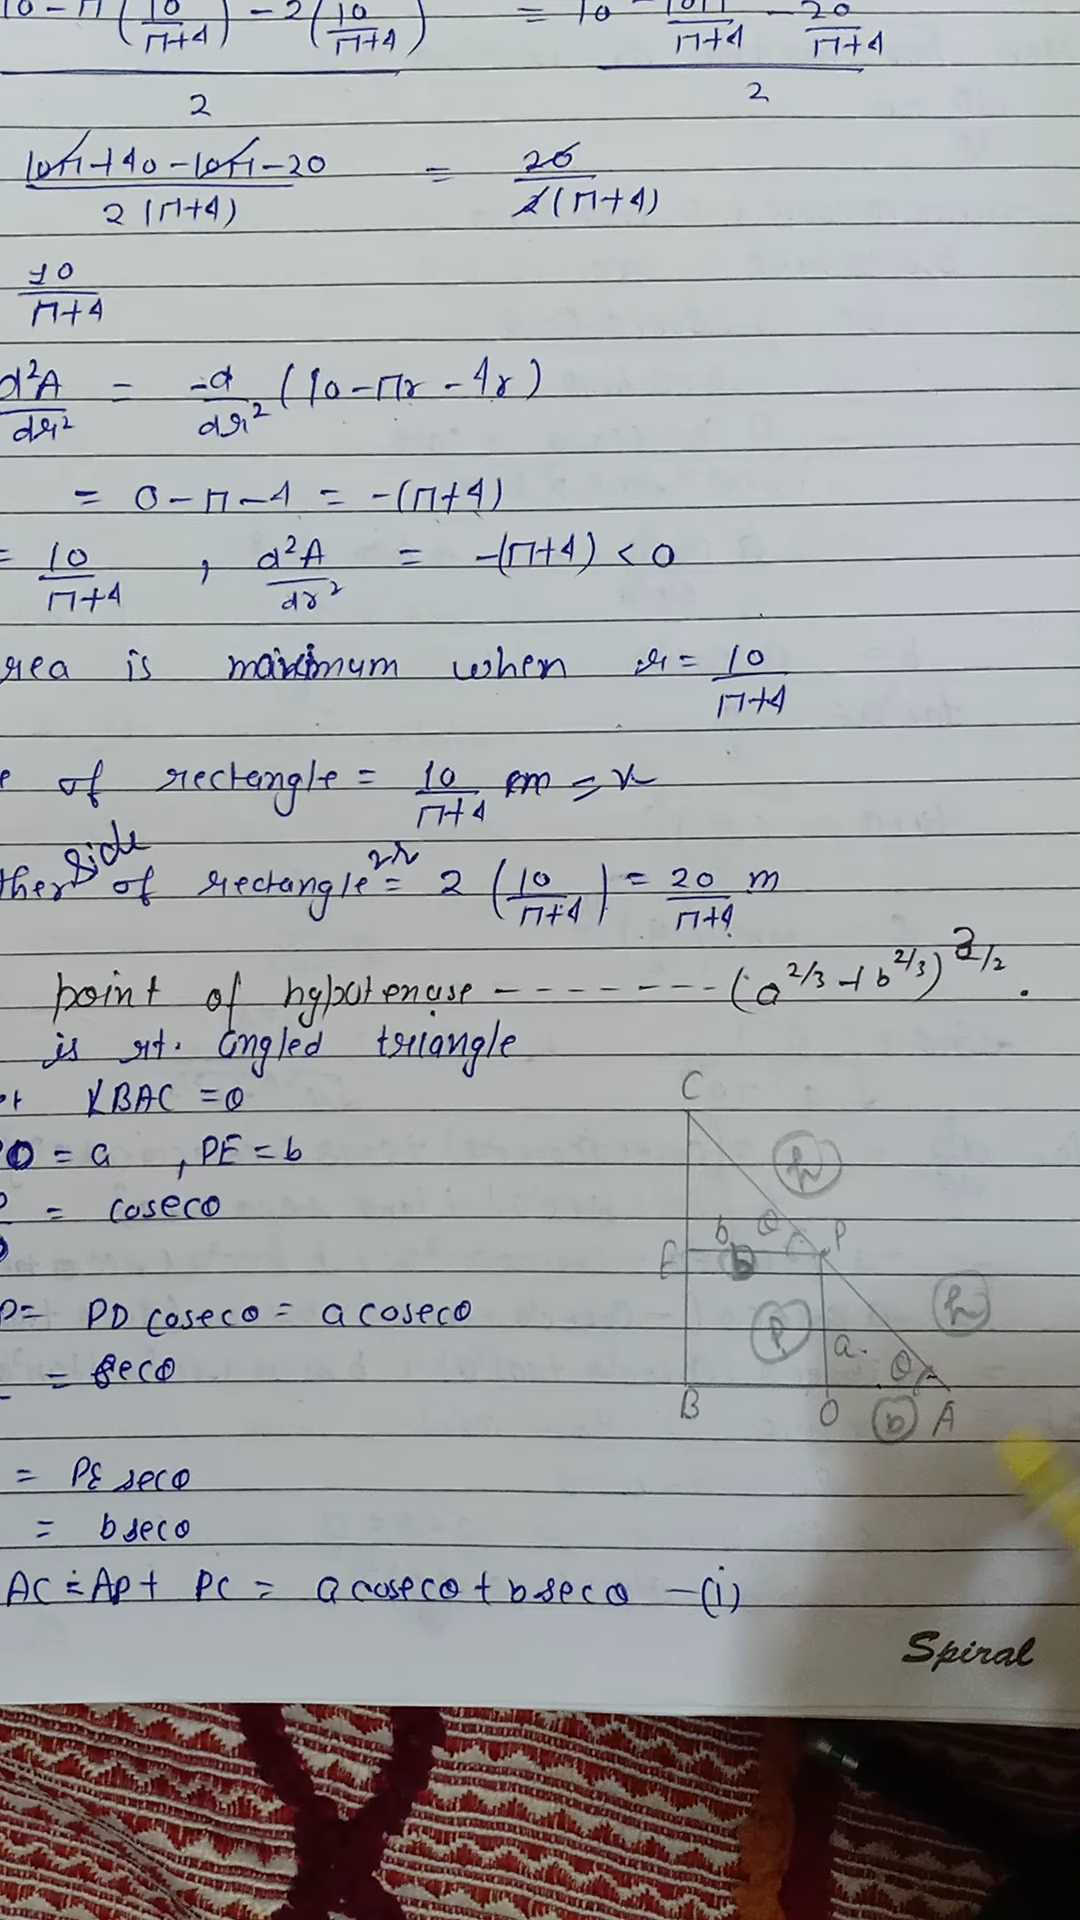 10 - π(10/π+4) - 2(10/π+4) / 2 = 10 - 10π/π+4 - 20/π+4 / 2
10π + 40 - 10π - 20 / 2(π+4) = 20 / 2(π+4)
10/π+4
d²A/dr² = -d/dr² (10 - πr - 4r)
= 0 - π - 4 = -(π+4)
= 10/π+4 , d²A/dr² = -(π+4) < 0
rea is maximum when r = 10/π+4
e of rectangle = 10/π+4 m = r
ther side of rectangle = 2r = 2(10/π+4) = 20/π+4 m
point of hypotenuse - - - - - - - (a^2/3 + b^2/3)^3/2 .
is rt. angled triangle
∠BAC = θ
= a , PE = b
= cosecθ
P = PD cosecθ = a cosecθ
= secθ
= PE secθ
= b secθ
AC = AP + PC = a cosecθ + b secθ - (i)
C
h
b θ P
E b
h
P a θ
B D b A
Spiral